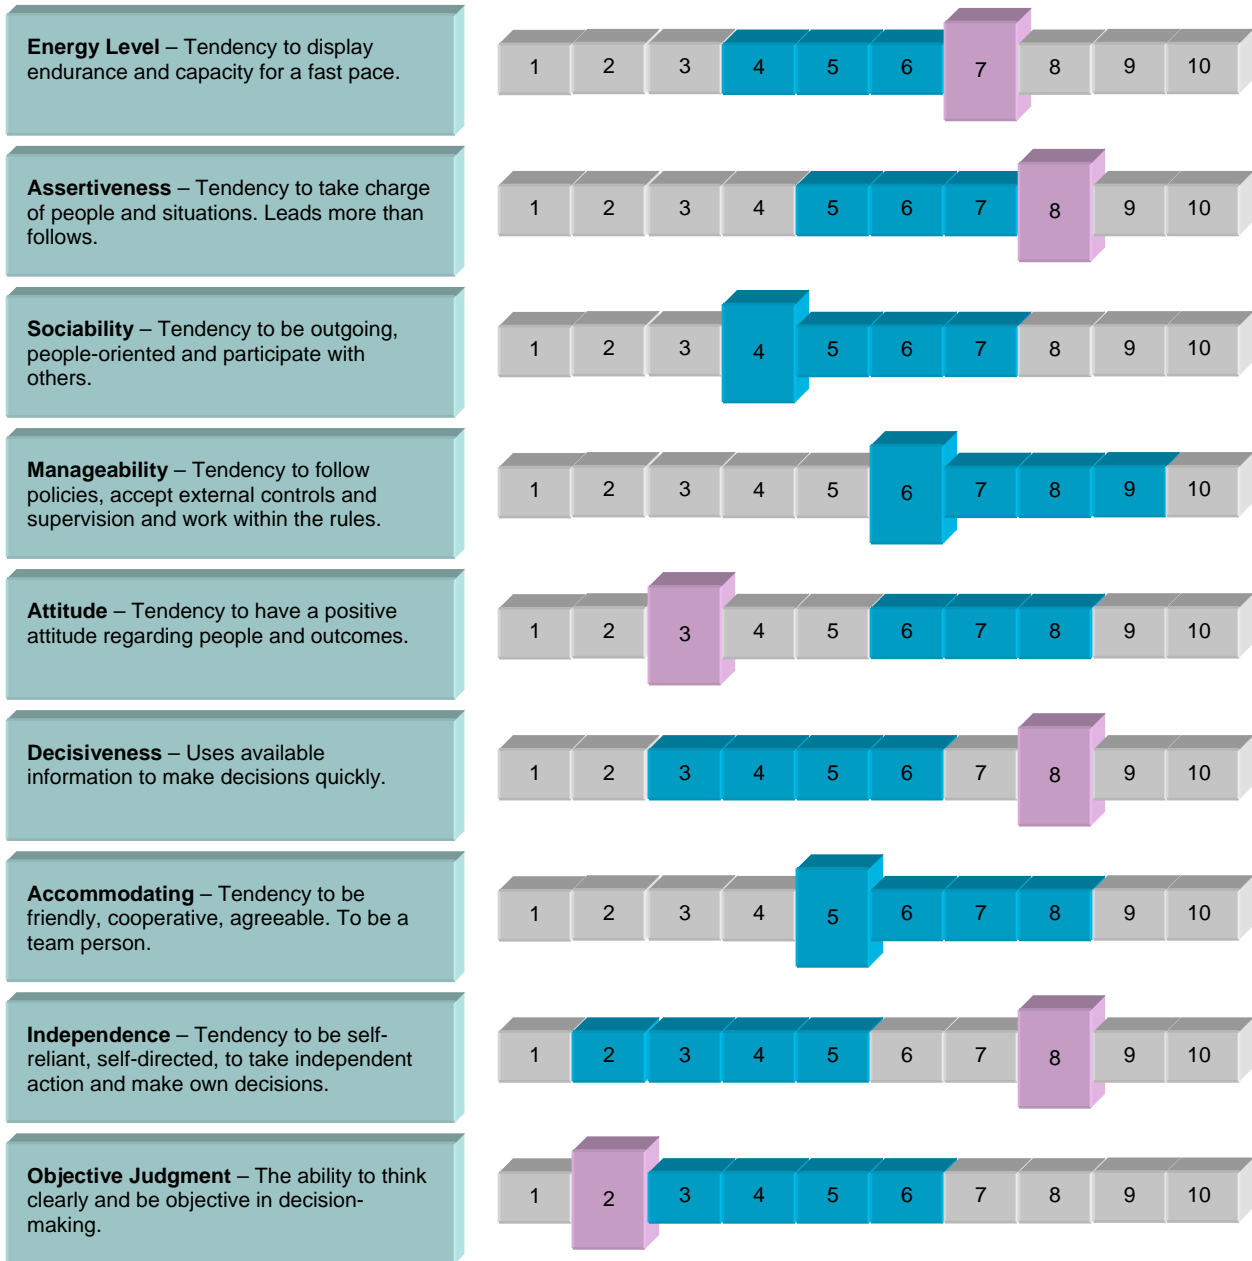 Energy Level – Tendency to display
endurance and capacity for a fast pace.
1 2 3 4 5 6 7 8 9 10
Assertiveness – Tendency to take charge
of people and situations. Leads more than
follows.
1 2 3 4 5 6 7 8 9 10
Sociability – Tendency to be outgoing,
people-oriented and participate with
others.
1 2 3 4 5 6 7 8 9 10
Manageability – Tendency to follow
policies, accept external controls and
supervision and work within the rules.
1 2 3 4 5 6 7 8 9 10
Attitude – Tendency to have a positive
attitude regarding people and outcomes.
1 2 3 4 5 6 7 8 9 10
Decisiveness – Uses available
information to make decisions quickly.
1 2 3 4 5 6 7 8 9 10
Accommodating – Tendency to be
friendly, cooperative, agreeable. To be a
team person.
1 2 3 4 5 6 7 8 9 10
Independence – Tendency to be self-
reliant, self-directed, to take independent
action and make own decisions.
1 2 3 4 5 6 7 8 9 10
Objective Judgment – The ability to think
clearly and be objective in decision-
making.
1 2 3 4 5 6 7 8 9 10